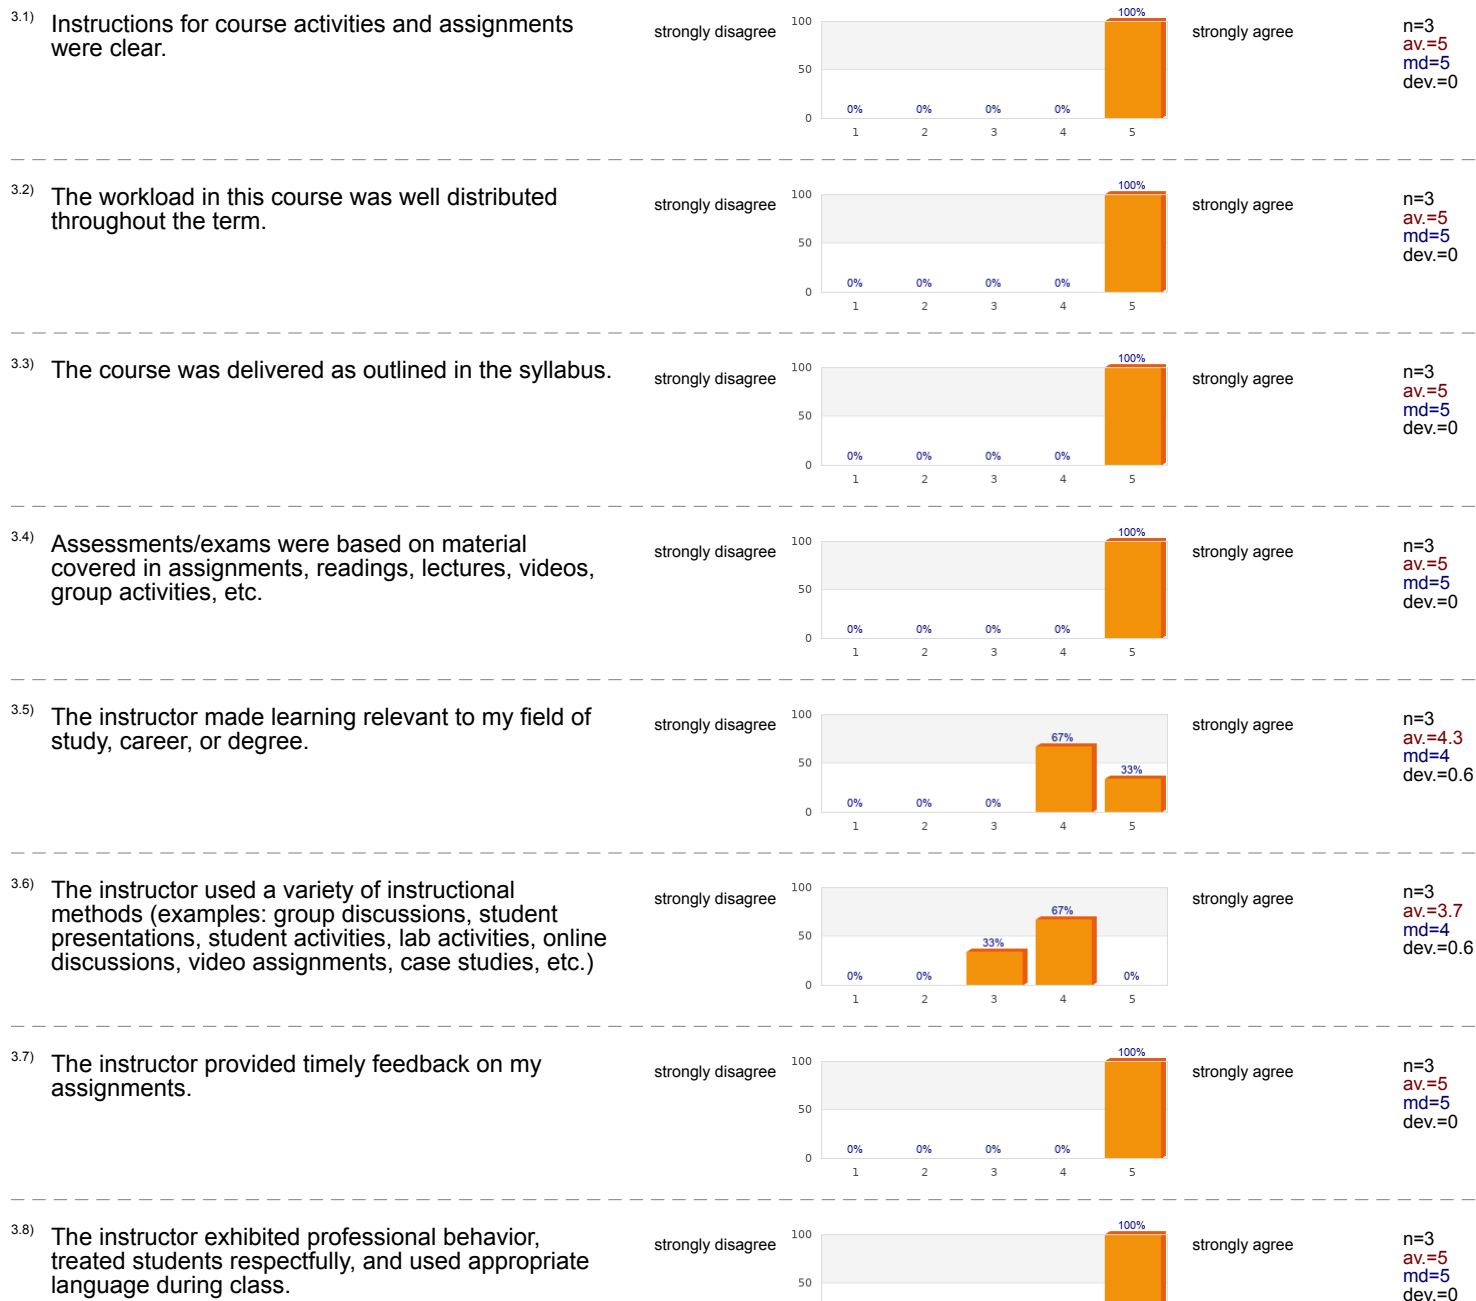 3.1) Instructions for course activities and assignments
were clear.
strongly disagree
100
50
0
0% 0% 0% 0% 100%
1 2 3 4 5
strongly agree
n=3
av.=5
md=5
dev.=0
3.2) The workload in this course was well distributed
throughout the term.
strongly disagree
100
50
0
0% 0% 0% 0% 100%
1 2 3 4 5
strongly agree
n=3
av.=5
md=5
dev.=0
3.3) The course was delivered as outlined in the syllabus.
strongly disagree
100
50
0
0% 0% 0% 0% 100%
1 2 3 4 5
strongly agree
n=3
av.=5
md=5
dev.=0
3.4) Assessments/exams were based on material
covered in assignments, readings, lectures, videos,
group activities, etc.
strongly disagree
100
50
0
0% 0% 0% 0% 100%
1 2 3 4 5
strongly agree
n=3
av.=5
md=5
dev.=0
3.5) The instructor made learning relevant to my field of
study, career, or degree.
strongly disagree
100
50
0
0% 0% 0% 67% 33%
1 2 3 4 5
strongly agree
n=3
av.=4.3
md=4
dev.=0.6
3.6) The instructor used a variety of instructional
methods (examples: group discussions, student
presentations, student activities, lab activities, online
discussions, video assignments, case studies, etc.)
strongly disagree
100
50
0
0% 0% 33% 67% 0%
1 2 3 4 5
strongly agree
n=3
av.=3.7
md=4
dev.=0.6
3.7) The instructor provided timely feedback on my
assignments.
strongly disagree
100
50
0
0% 0% 0% 0% 100%
1 2 3 4 5
strongly agree
n=3
av.=5
md=5
dev.=0
3.8) The instructor exhibited professional behavior,
treated students respectfully, and used appropriate
language during class.
strongly disagree
100
50
100%
strongly agree
n=3
av.=5
md=5
dev.=0